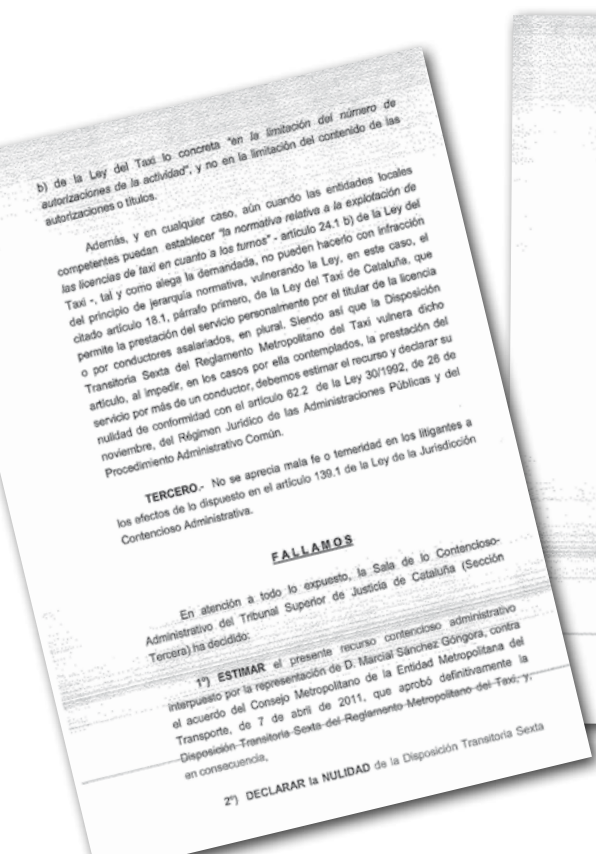 b) de la Ley del Taxi lo concreta "en la limitación del número de
autorizaciones de la actividad", y no en la limitación del contenido de las
autorizaciones o títulos.
Además, y en cualquier caso, aún cuando las entidades locales
competentes puedan establecer "la normativa relativa a la explotación de
las licencias de taxi en cuanto a los turnos" - artículo 24.1 b) de la Ley del
Taxi -, tal y como alega la demandada, no pueden hacerlo con infracción
del principio de jerarquía normativa, vulnerando la Ley, en este caso, el
citado artículo 18.1, párrafo primero, de la Ley del Taxi de Cataluña, que
permite la prestación del servicio personalmente por el titular de la licencia
o por conductores asalariados, en plural. Siendo así que la Disposición
Transitoria Sexta del Reglamento Metropolitano del Taxi vulnera dicho
artículo, al impedir, en los casos por ella contemplados, la prestación del
servicio por más de un conductor, debemos estimar el recurso y declarar su
nulidad de conformidad con el artículo 62.2 de la Ley 30/1992, de 26 de
noviembre, del Régimen Jurídico de las Administraciones Públicas y del
Procedimiento Administrativo Común.
TERCERO.- No se aprecia mala fe o temeridad en los litigantes a
los efectos de lo dispuesto en el artículo 139.1 de la Ley de la Jurisdicción
Contencioso Administrativa.
FALLAMOS
En atención a todo lo expuesto, la Sala de lo Contencioso-
Administrativo del Tribunal Superior de Justicia de Cataluña (Sección
Tercera) ha decidido:
1º) ESTIMAR el presente recurso contencioso administrativo
interpuesto por la representación de D. Marcial Sánchez Góngora, contra
el acuerdo del Consejo Metropolitano de la Entidad Metropolitana del
Transporte, de 7 de abril de 2011, que aprobó definitivamente la
Disposición Transitoria Sexta del Reglamento Metropolitano del Taxi, y,
en consecuencia,
2º) DECLARAR la NULIDAD de la Disposición Transitoria Sexta